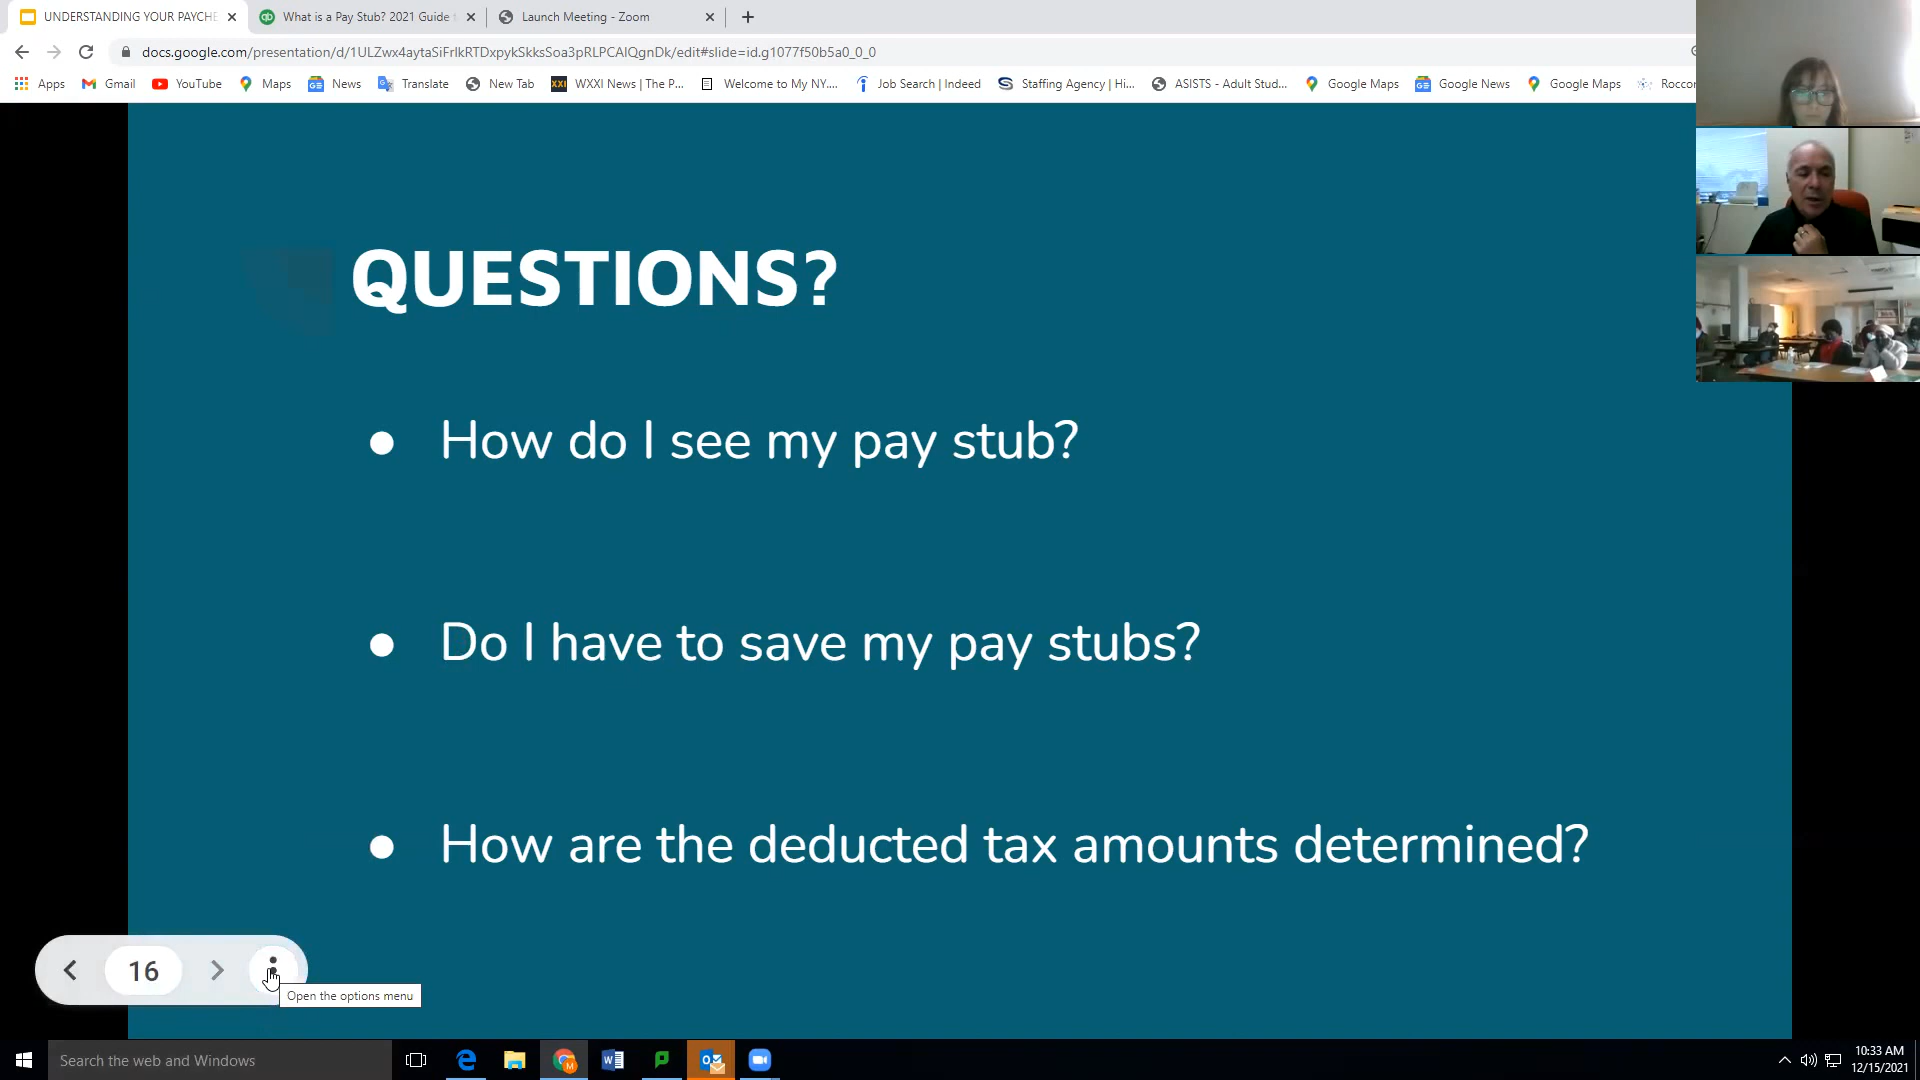 UNDERSTANDING YOUR PAYCHE
What is a Pay Stub? 2021 Guide
Launch Meeting - Zoom
docs.google.com/presentation/d/1ULZwx4aytaSiFrIkRTDxpykSkksSoa3pRLPCAlQgnDk/edit#slide=id.g1077f50b5a0_0_0
Apps
Gmail
YouTube
Maps
News
Translate
New Tab
WXXI News | The P...
Welcome to My NY....
Job Search | Indeed
Staffing Agency | Hi...
ASISTS - Adult Stud...
Google Maps
Google News
Google Maps
Roccor
QUESTIONS?
● How do I see my pay stub?
● Do I have to save my pay stubs?
● How are the deducted tax amounts determined?
16
Open the options menu
Search the web and Windows
10:33 AM
12/15/2021